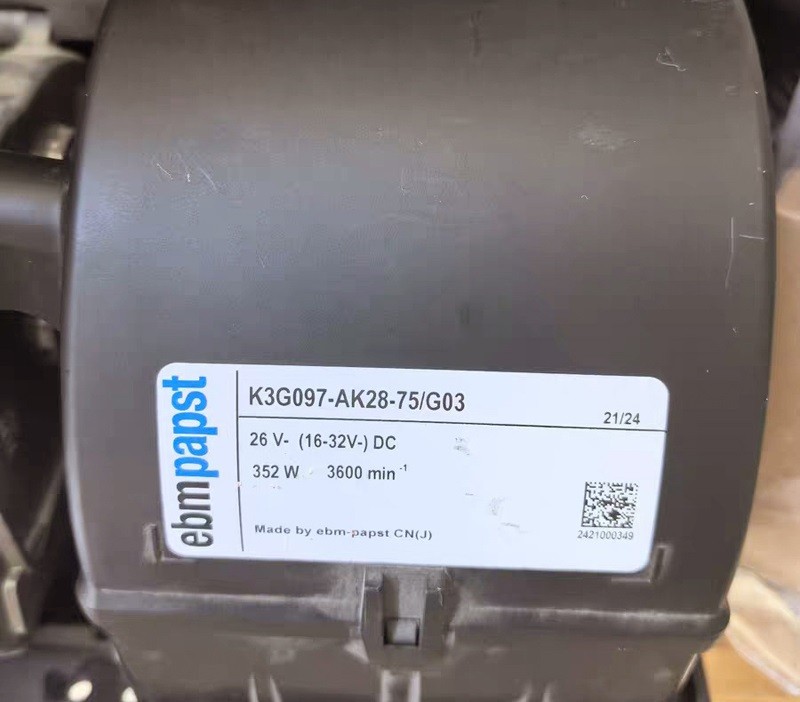 ebmpapst
K3G097-AK28-75/G03
21/24
26 V- (16-32V-) DC
352 W 3600 min⁻¹
2421000349
Made by ebm-papst CN(J)